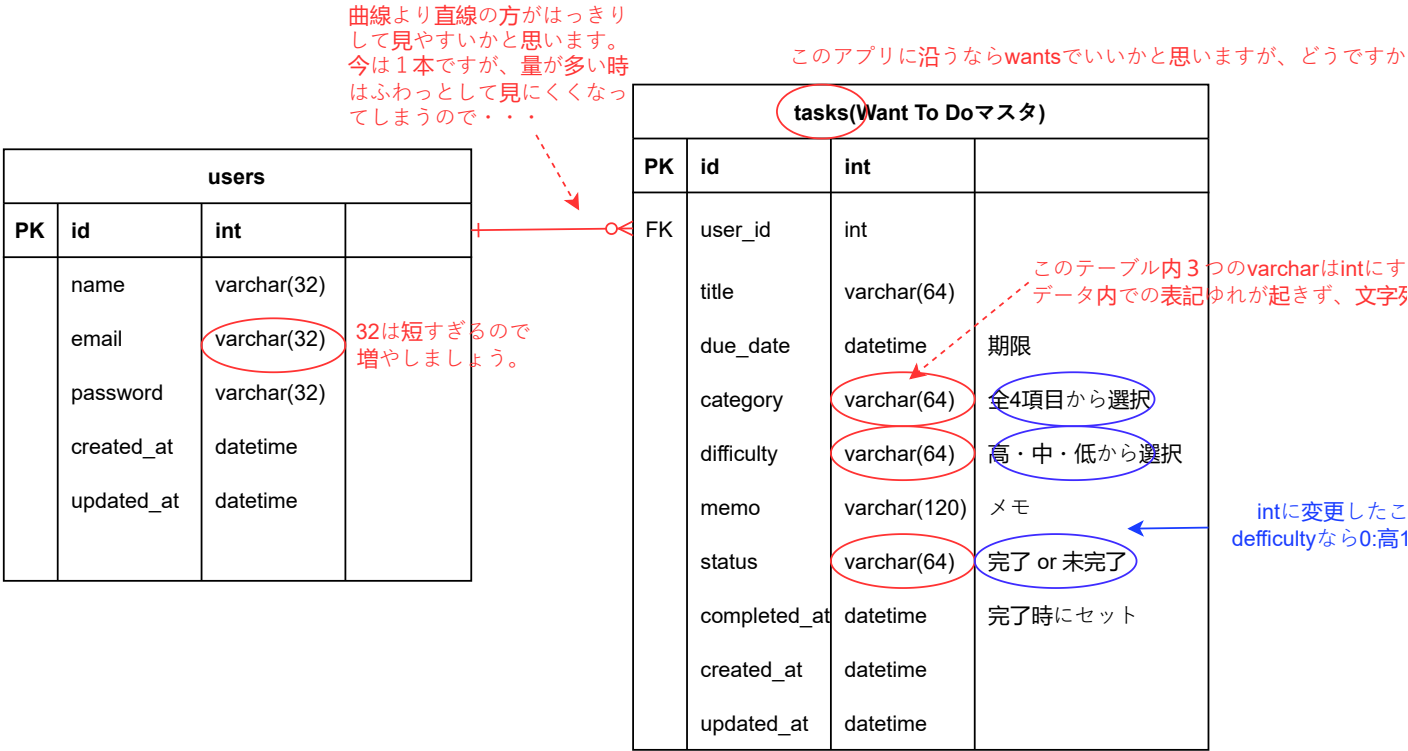 曲線より直線の方がはっきり
して見やすいかと思います。
今は１本ですが、量が多い時
はふわっとして見にくくなっ
てしまうので・・・
このアプリに沿うならwantsでいいかと思いますが、どうですか
users
PK id int
name varchar(32)
email varchar(32)
password varchar(32)
created_at datetime
updated_at datetime
32は短すぎるので
増やしましょう。
tasks(Want To Doマスタ)
PK id int
FK user_id int
title varchar(64)
due_date datetime 期限
category varchar(64) 全4項目から選択
difficulty varchar(64) 高・中・低から選択
memo varchar(120) メモ
status varchar(64) 完了 or 未完了
completed_at datetime 完了時にセット
created_at datetime
updated_at datetime
このテーブル内３つのvarcharはintにす
データ内での表記ゆれが起きず、文字
intに変更したこ
defficultyなら0:高1